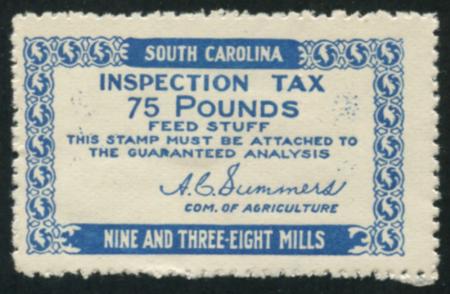 SOUTH CAROLINA
INSPECTION TAX
75 POUNDS
FEED STUFF
THIS STAMP MUST BE ATTACHED TO
THE GUARANTEED ANALYSIS
A.C. Summers
COM. OF AGRICULTURE
NINE AND THREE-EIGHT MILLS